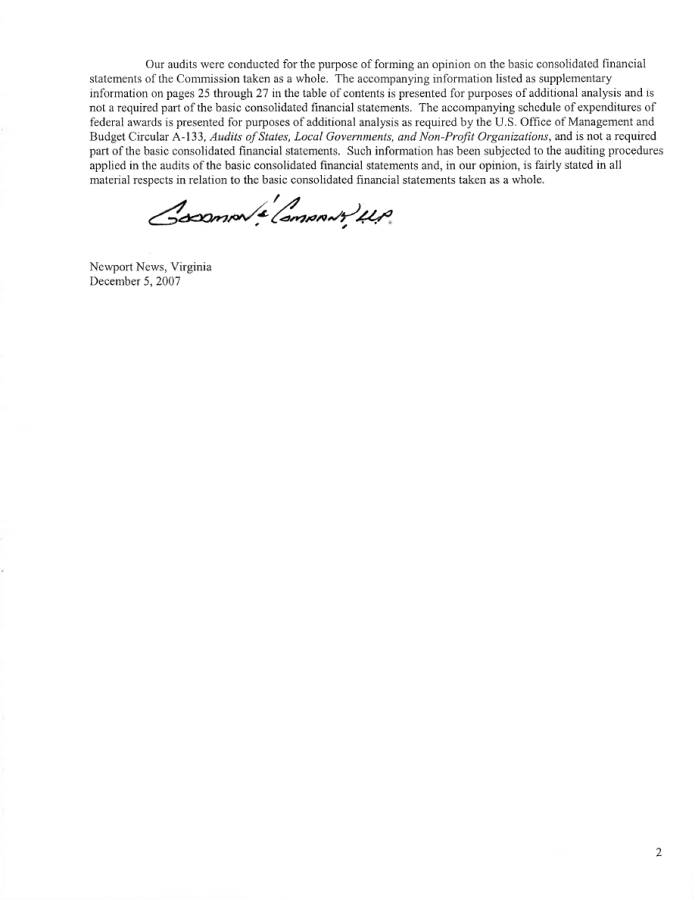 Our audits were conducted for the purpose of forming an opinion on the basic consolidated financial
statements of the Commission taken as a whole. The accompanying information listed as supplementary
information on pages 25 through 27 in the table of contents is presented for purposes of additional analysis and is
not a required part of the basic consolidated financial statements. The accompanying schedule of expenditures of
federal awards is presented for purposes of additional analysis as required by the U.S. Office of Management and
Budget Circular A-133, Audits of States, Local Governments, and Non-Profit Organizations, and is not a required
part of the basic consolidated financial statements. Such information has been subjected to the auditing procedures
applied in the audits of the basic consolidated financial statements and, in our opinion, is fairly stated in all
material respects in relation to the basic consolidated financial statements taken as a whole.
Goodman & Company, LLP.
Newport News, Virginia
December 5, 2007
2